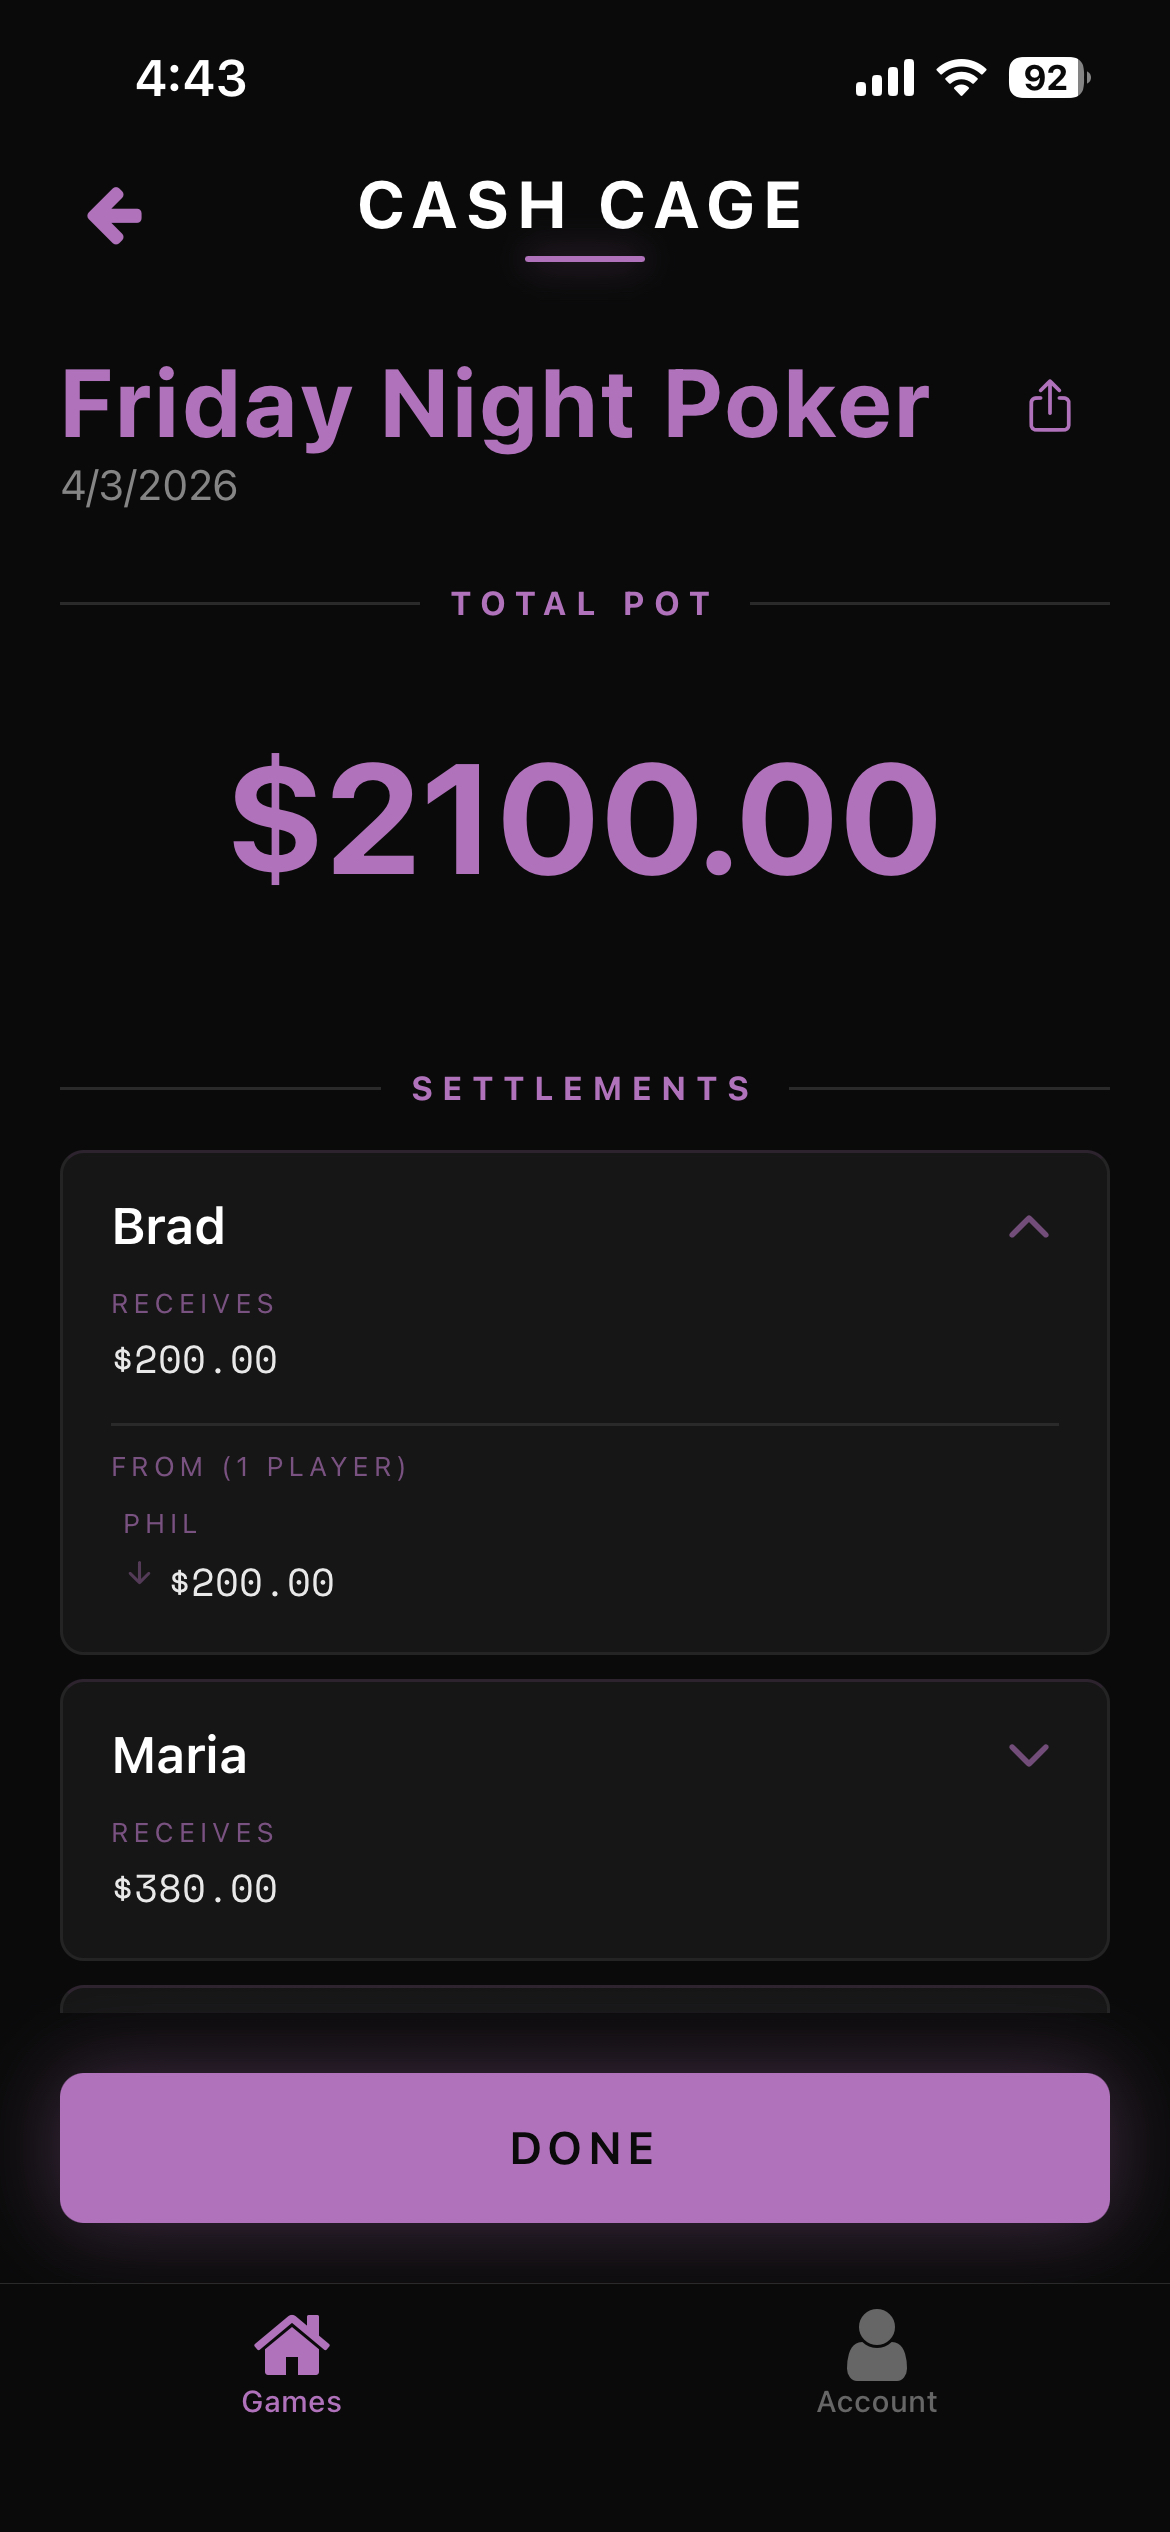 4:43
92
CASH CAGE
Friday Night Poker
4/3/2026
TOTAL POT
$2100.00
SETTLEMENTS
Brad
RECEIVES
$200.00
FROM (1 PLAYER)
PHIL
$200.00
Maria
RECEIVES
$380.00
DONE
Games
Account